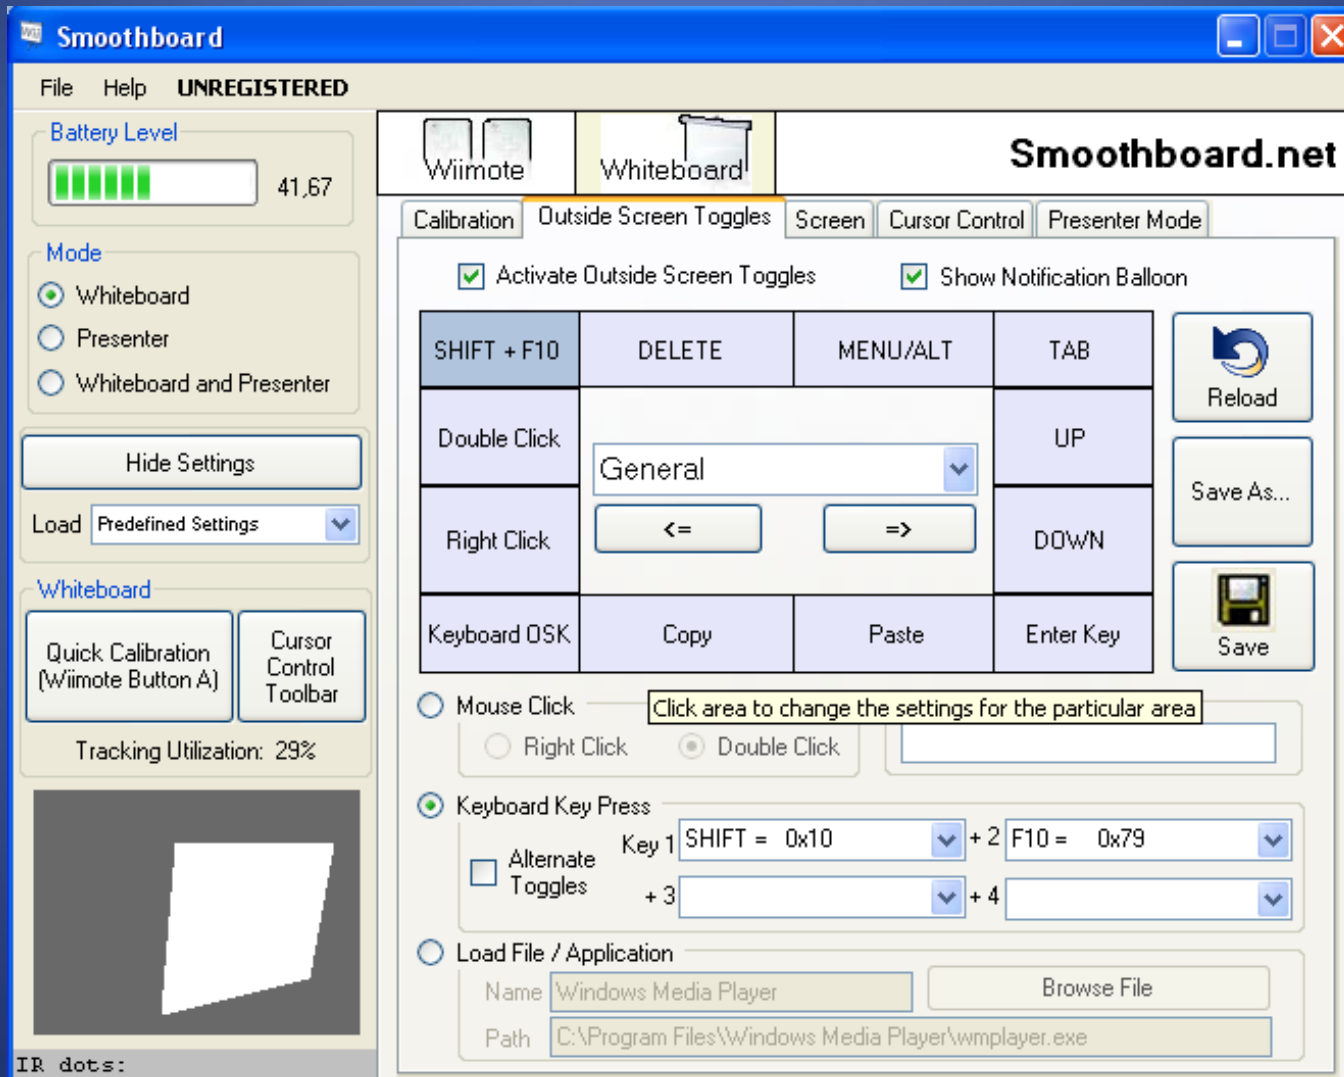 Smoothboard
File Help UNREGISTERED
Battery Level
41,67
Mode
Whiteboard
Presenter
Whiteboard and Presenter
Hide Settings
Load Predefined Settings
Whiteboard
Quick Calibration
(Wiimote Button A)
Cursor
Control
Toolbar
Tracking Utilization: 29%
IR dots:
Wiimote Whiteboard Smoothboard.net
Calibration Outside Screen Toggles Screen Cursor Control Presenter Mode
Activate Outside Screen Toggles Show Notification Balloon
SHIFT + F10 DELETE MENU/ALT TAB
Reload
Double Click UP
General
Save As...
<= =>
Right Click DOWN
Keyboard OSK Copy Paste Enter Key
Save
Mouse Click
Click area to change the settings for the particular area
Right Click Double Click
Keyboard Key Press
Key 1 SHIFT = 0x10 + 2 F10 = 0x79
Alternate
Toggles
+ 3 + 4
Load File / Application
Name Windows Media Player Browse File
Path C:\Program Files\Windows Media Player\wmplayer.exe